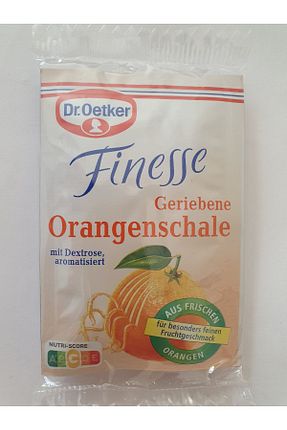 Dr.Oetker
Finesse
Geriebene
Orangenschale
mit Dextrose,
aromatisiert
AUS FRISCHEN
für besonders feinen
Fruchtgeschmack
ORANGEN
NUTRI-SCORE
A B C D E